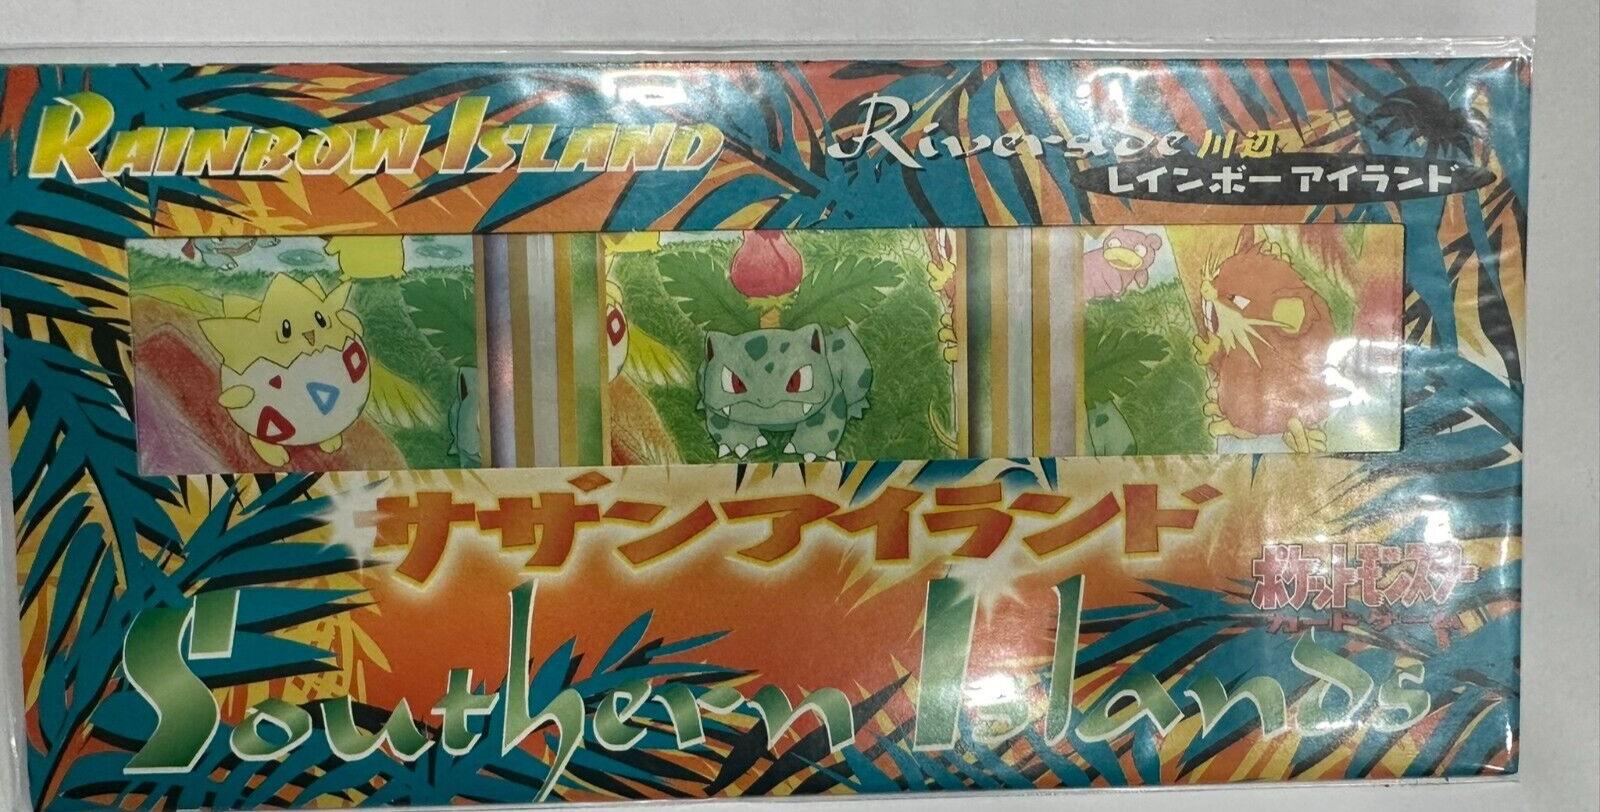 RAINBOW ISLAND
Riverside 川辺
レインボーアイランド
サザンアイランド
Southern Islands
ポケットモンスター
カードゲーム